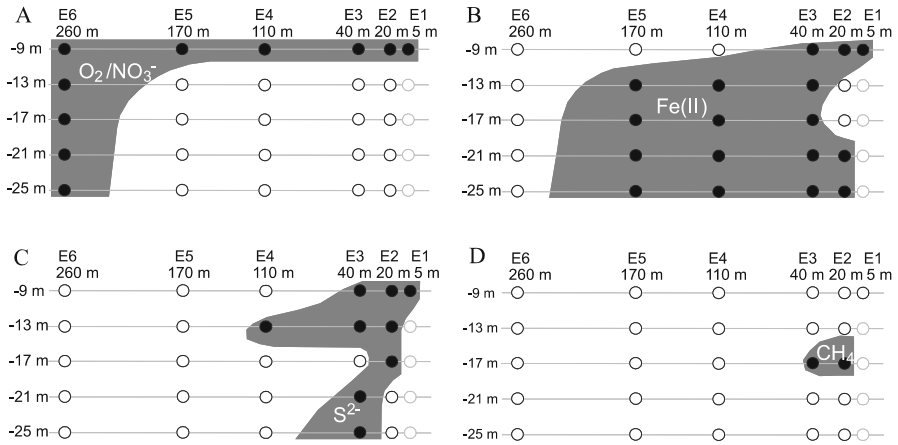 A E6 E5 E4 E3 E2 E1
260 m 170 m 110 m 40 m 20 m 5 m
-9 m
O₂/NO₃⁻
-13 m
-17 m
-21 m
-25 m
B E6 E5 E4 E3 E2 E1
260 m 170 m 110 m 40 m 20 m 5 m
-9 m
-13 m
Fe(II)
-17 m
-21 m
-25 m
C E6 E5 E4 E3 E2 E1
260 m 170 m 110 m 40 m 20 m 5 m
-9 m
-13 m
-17 m
-21 m
S²⁻
-25 m
D E6 E5 E4 E3 E2 E1
260 m 170 m 110 m 40 m 20 m 5 m
-9 m
-13 m
CH₄
-17 m
-21 m
-25 m